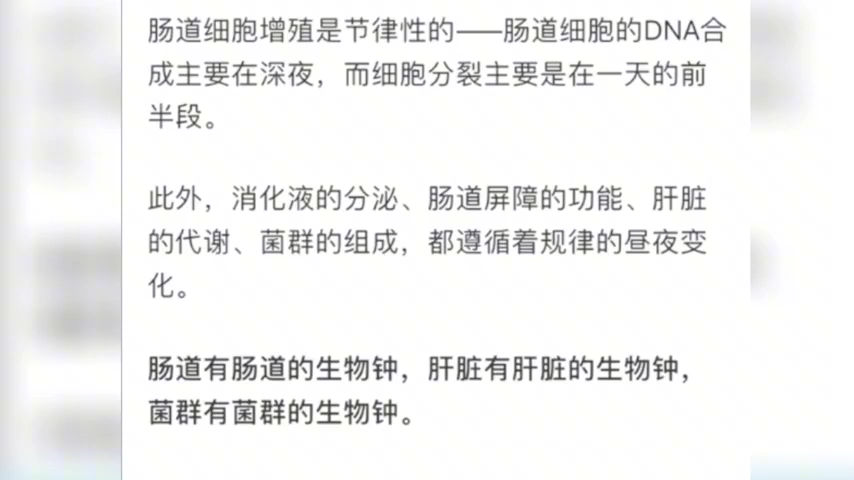 肠道细胞增殖是节律性的——肠道细胞的DNA合
成主要在深夜，而细胞分裂主要是在一天的前
半段。
此外，消化液的分泌、肠道屏障的功能、肝脏
的代谢、菌群的组成，都遵循着规律的昼夜变
化。
肠道有肠道的生物钟，肝脏有肝脏的生物钟，
菌群有菌群的生物钟。